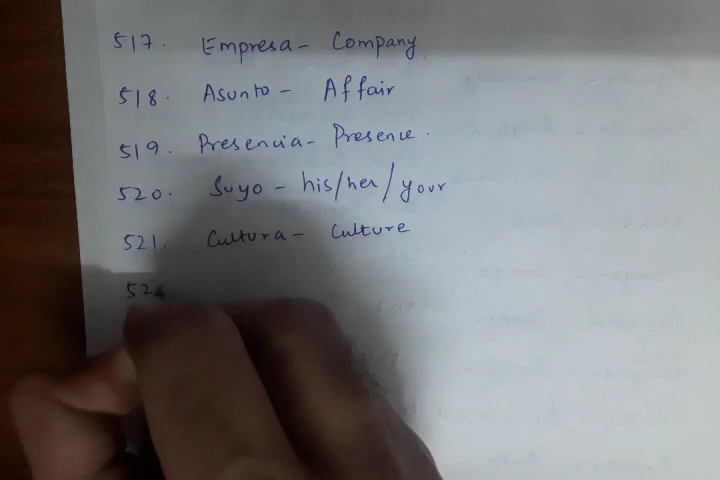 517. Empresa - Company
518. Asunto - Affair
519. Presencia - Presence.
520. Suyo - his/her/your
521. Cultura - Culture